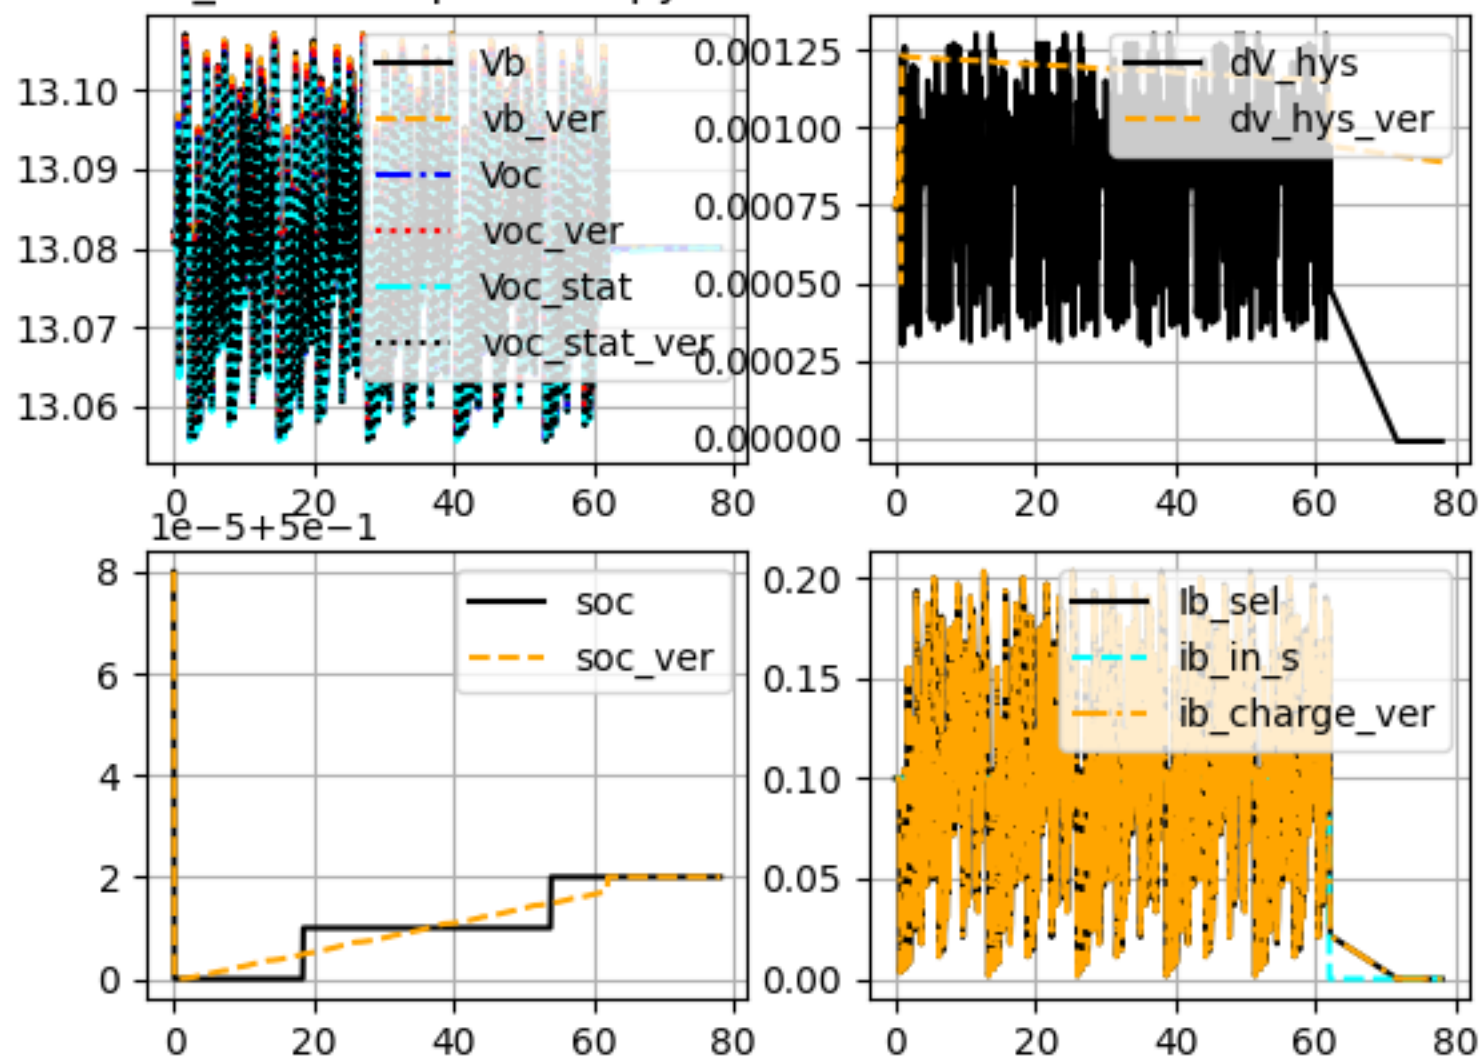 13.10
13.09
13.08
13.07
13.06
Vb
vb_ver
Voc
voc_ver
Voc_stat
voc_stat_ver
0 20 40 60 80
0.00125
0.00100
0.00075
0.00050
0.00025
0.00000
dV_hys
dv_hys_ver
0 20 40 60 80
1e−5+5e−1
8
6
4
2
0
soc
soc_ver
0 20 40 60 80
0.20
0.15
0.10
0.05
0.00
Ib_sel
ib_in_s
ib_charge_ver
0 20 40 60 80